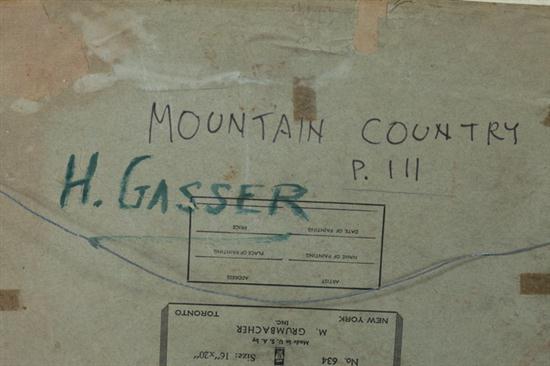 MOUNTAIN COUNTRY
P. 111
H. GASSER
ARTIST ADDRESS
NAME OF PAINTING PLACE OF PAINTING
DATE OF PAINTING PRICE
No. 634 Size: 16"x20"
Made in U.S.A. by
M. GRUMBACHER
INC.
NEW YORK TORONTO